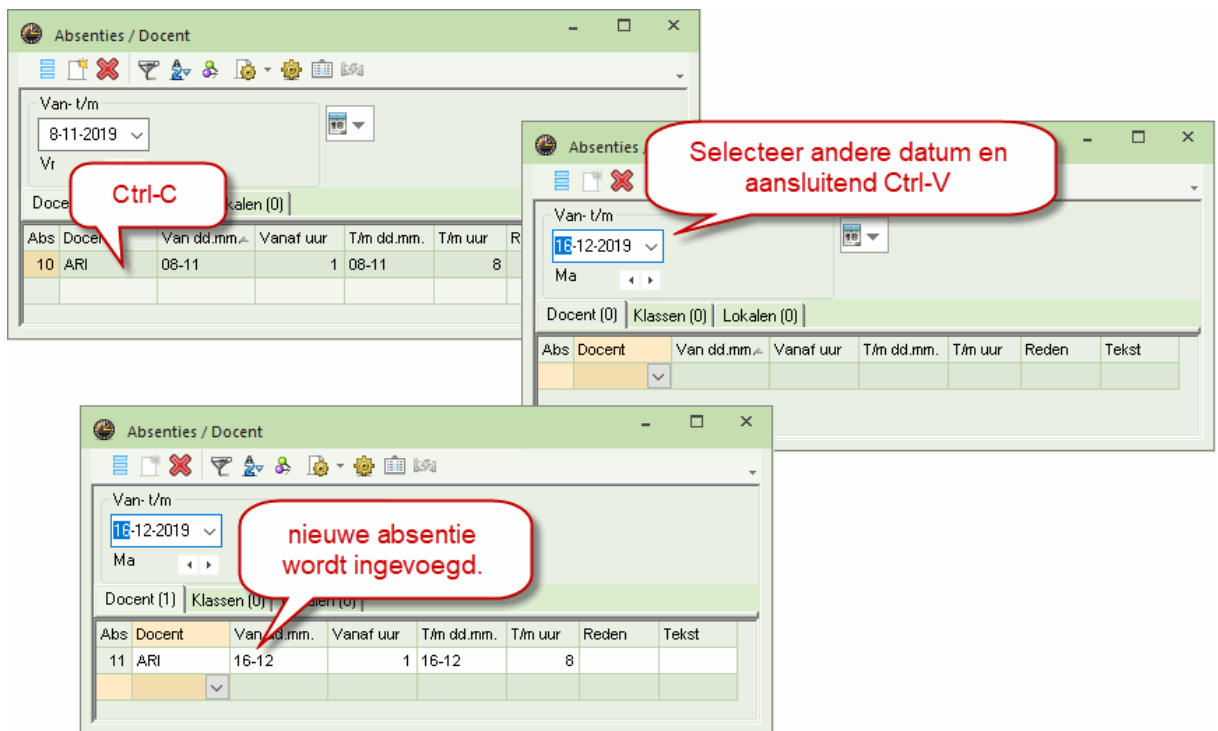 Absenties / Docent
Van- t/m
8-11-2019
Vr
Ctrl-C
Doce kalen (0)
Abs Docen Van dd.mm. Vanaf uur T/m dd.mm. T/m uur R
10 ARI 08-11 1 08-11 8
Absenties /
Selecteer andere datum en
aansluitend Ctrl-V
Van- t/m
16-12-2019
Ma
Docent (0) Klassen (0) Lokalen (0)
Abs Docent Van dd.mm. Vanaf uur T/m dd.mm. T/m uur Reden Tekst
Absenties / Docent
Van- t/m
16-12-2019
Ma
nieuwe absentie
wordt ingevoegd.
Docent (1) Klassen (0) kalen (0)
Abs Docent Van dd.mm. Vanaf uur T/m dd.mm. T/m uur Reden Tekst
11 ARI 16-12 1 16-12 8